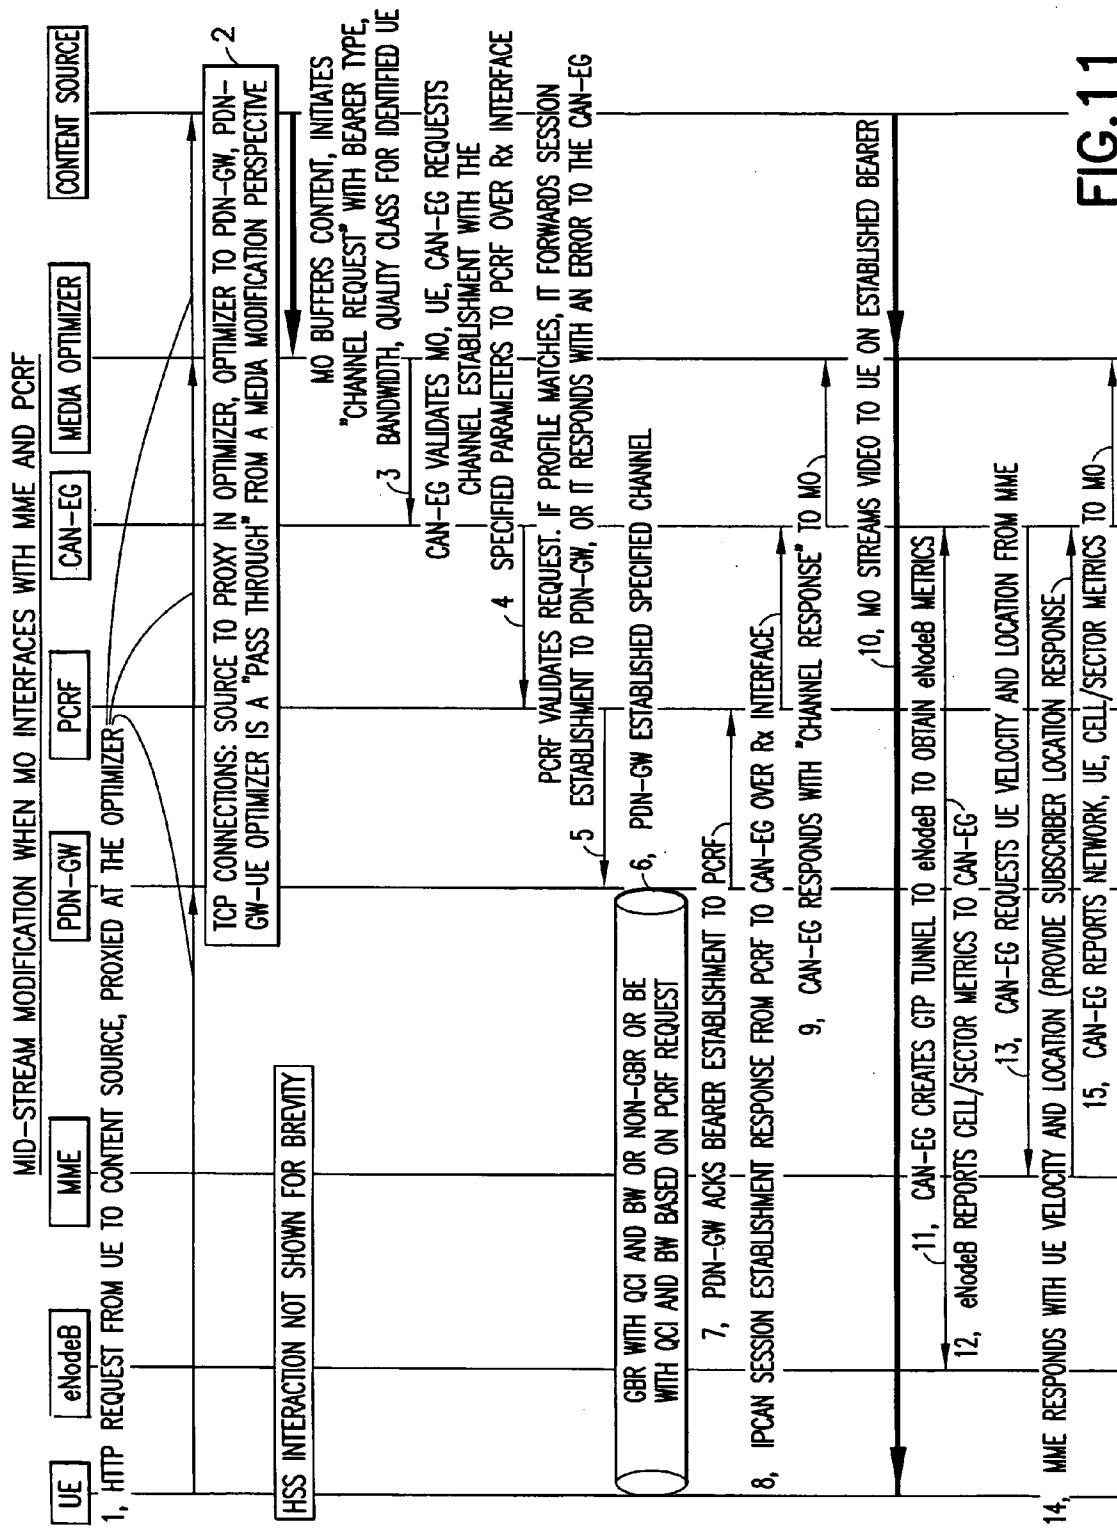 MID-STREAM MODIFICATION WHEN MO INTERFACES WITH MME AND PCRF
UE
eNodeB
MME
PDN-GW
PCRF
CAN-EG
MEDIA OPTIMIZER
CONTENT SOURCE
1, HTTP REQUEST FROM UE TO CONTENT SOURCE, PROXIED AT THE OPTIMIZER
TCP CONNECTIONS: SOURCE TO PROXY IN OPTIMIZER, OPTIMIZER TO PDN-GW, PDN-
GW-UE OPTIMIZER IS A "PASS THROUGH" FROM A MEDIA MODIFICATION PERSPECTIVE
2
HSS INTERACTION NOT SHOWN FOR BREVITY
MO BUFFERS CONTENT, INITIATES
"CHANNEL REQUEST" WITH BEARER TYPE,
3 BANDWIDTH, QUALITY CLASS FOR IDENTIFIED UE
CAN-EG VALIDATES MO, UE, CAN-EG REQUESTS
CHANNEL ESTABLISHMENT WITH THE
4 SPECIFIED PARAMETERS TO PCRF OVER Rx INTERFACE
PCRF VALIDATES REQUEST. IF PROFILE MATCHES, IT FORWARDS SESSION
5 ESTABLISHMENT TO PDN-GW, OR IT RESPONDS WITH AN ERROR TO THE CAN-EG
6, PDN-GW ESTABLISHED SPECIFIED CHANNEL
GBR WITH QCI AND BW OR NON-GBR OR BE
WITH QCI AND BW BASED ON PCRF REQUEST
7, PDN-GW ACKS BEARER ESTABLISHMENT TO PCRF
8, IPCAN SESSION ESTABLISHMENT RESPONSE FROM PCRF TO CAN-EG OVER Rx INTERFACE
9, CAN-EG RESPONDS WITH "CHANNEL RESPONSE" TO MO
10, MO STREAMS VIDEO TO UE ON ESTABLISHED BEARER
11, CAN-EG CREATES GTP TUNNEL TO eNodeB TO OBTAIN eNodeB METRICS
12, eNodeB REPORTS CELL/SECTOR METRICS TO CAN-EG
13, CAN-EG REQUESTS UE VELOCITY AND LOCATION FROM MME
14, MME RESPONDS WITH UE VELOCITY AND LOCATION (PROVIDE SUBSCRIBER LOCATION RESPONSE)
15, CAN-EG REPORTS NETWORK, UE, CELL/SECTOR METRICS TO MO
FIG.11